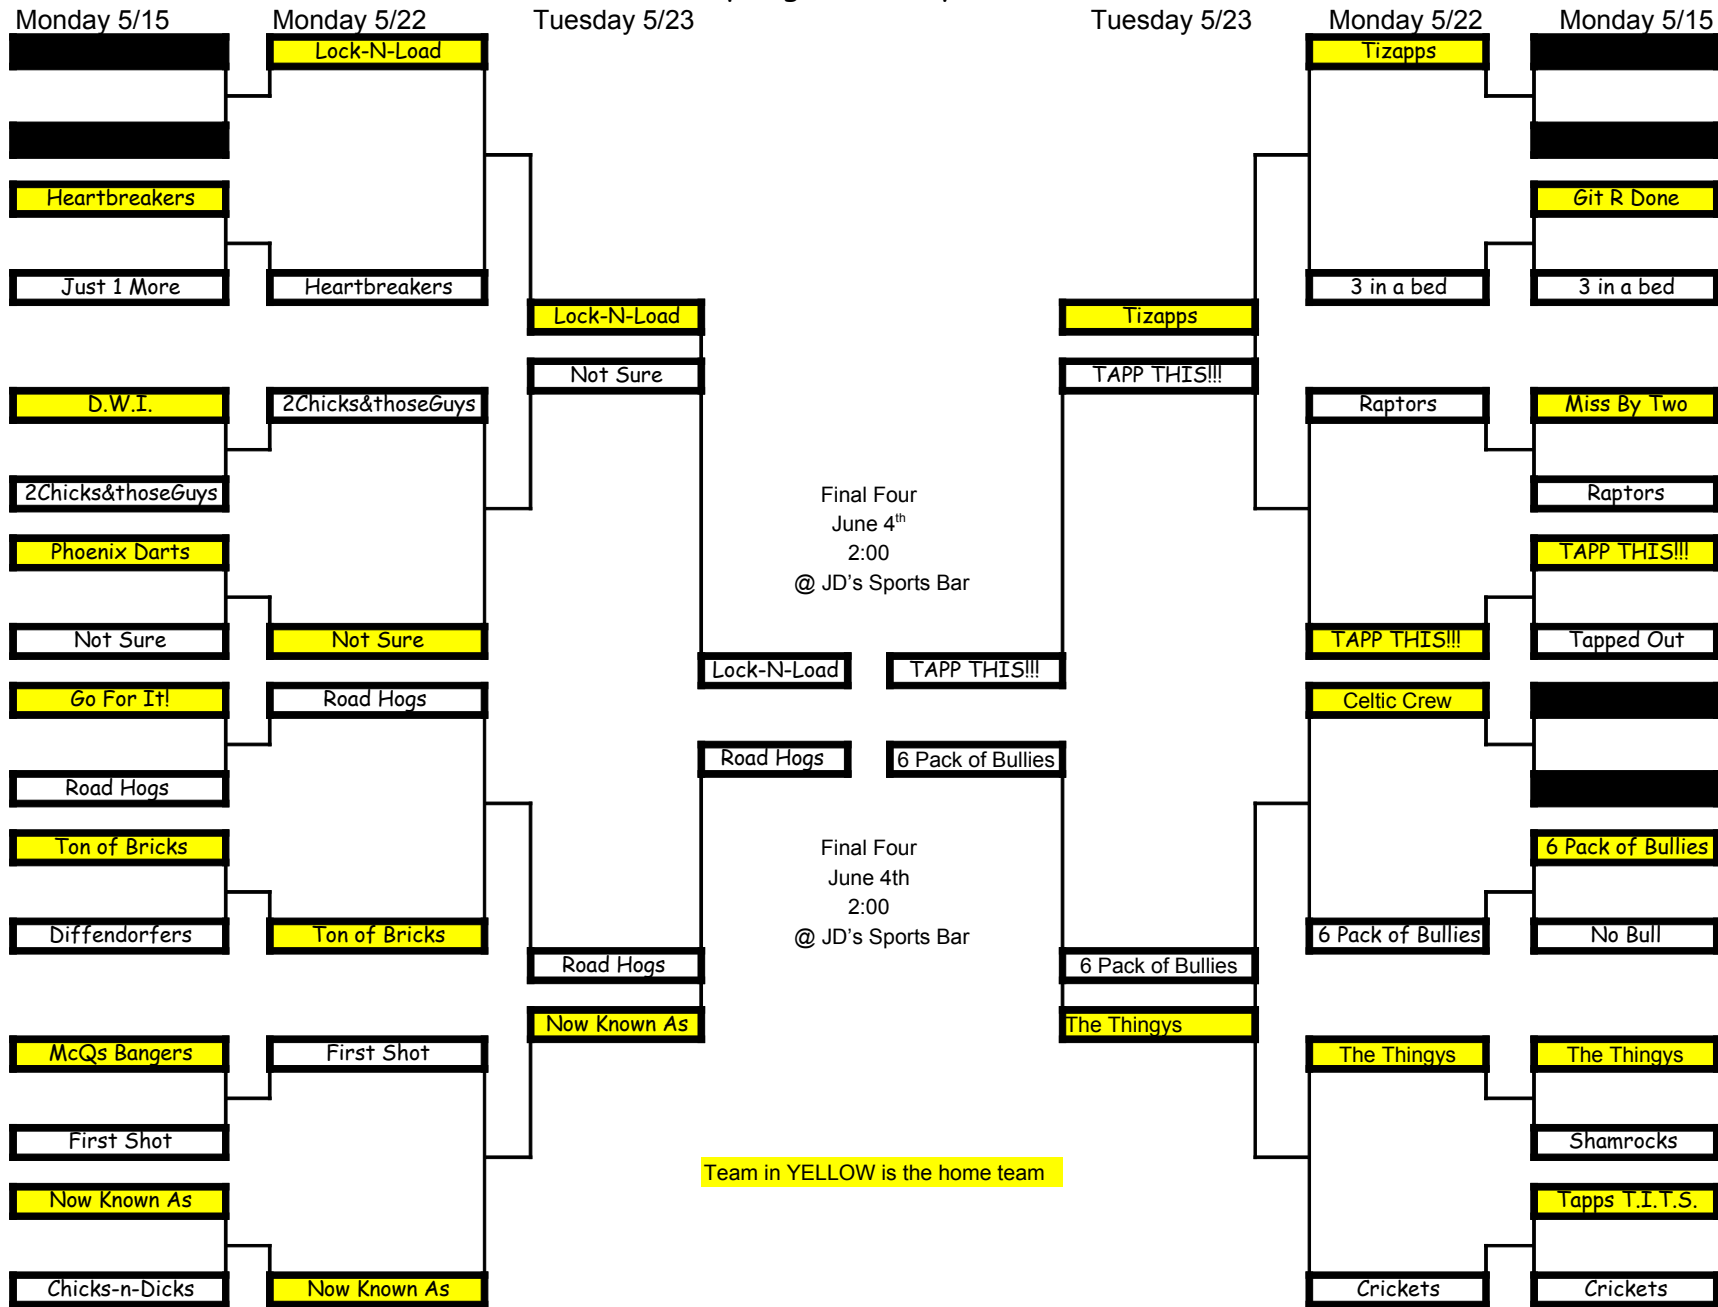 Monday 5/15 Monday 5/22 Tuesday 5/23 Tuesday 5/23 Monday 5/22 Monday 5/15
Lock-N-Load Tizapps
Heartbreakers Git R Done
Just 1 More Heartbreakers 3 in a bed 3 in a bed
Lock-N-Load Tizapps
Not Sure TAPP THIS!!!
D.W.I. 2Chicks&thoseGuys Raptors Miss By Two
2Chicks&thoseGuys Final Four Raptors
June 4th
Phoenix Darts 2:00 TAPP THIS!!!
@ JD's Sports Bar
Not Sure Not Sure TAPP THIS!!! Tapped Out
Lock-N-Load TAPP THIS!!!
Go For It! Road Hogs Celtic Crew
Road Hogs 6 Pack of Bullies
Road Hogs
Ton of Bricks Final Four 6 Pack of Bullies
June 4th
2:00
Diffendorfers Ton of Bricks @ JD's Sports Bar 6 Pack of Bullies No Bull
Road Hogs 6 Pack of Bullies
Now Known As The Thingys
McQs Bangers First Shot The Thingys The Thingys
First Shot Shamrocks
Team in YELLOW is the home team
Now Known As Tapps T.I.T.S.
Chicks-n-Dicks Now Known As Crickets Crickets